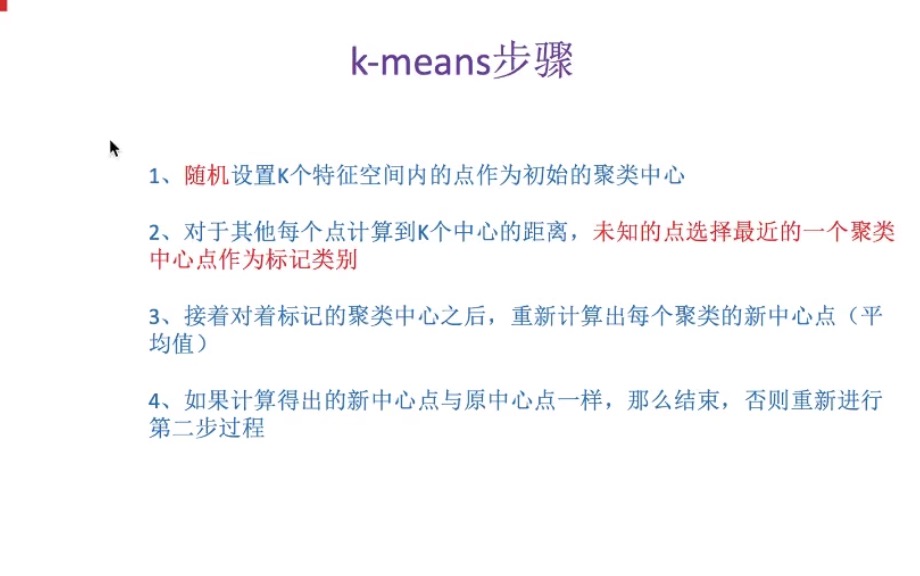 k-means步骤
1、随机设置K个特征空间内的点作为初始的聚类中心
2、对于其他每个点计算到K个中心的距离，未知的点选择最近的一个聚类
中心点作为标记类别
3、接着对着标记的聚类中心之后，重新计算出每个聚类的新中心点（平
均值）
4、如果计算得出的新中心点与原中心点一样，那么结束，否则重新进行
第二步过程